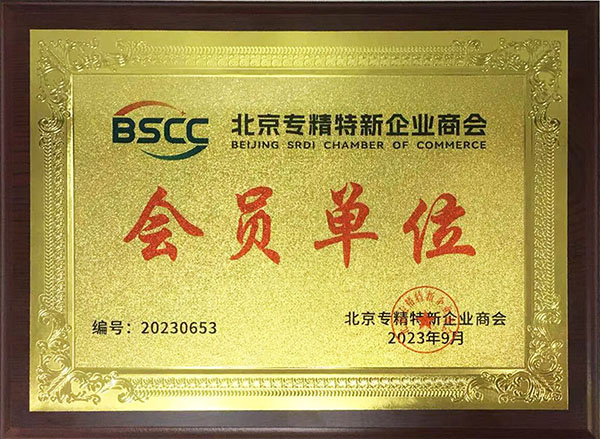 BSCC 北京专精特新企业商会
BEIJING SRDI CHAMBER OF COMMERCE
会员单位
编号：20230653
北京专精特新企业商会
2023年9月